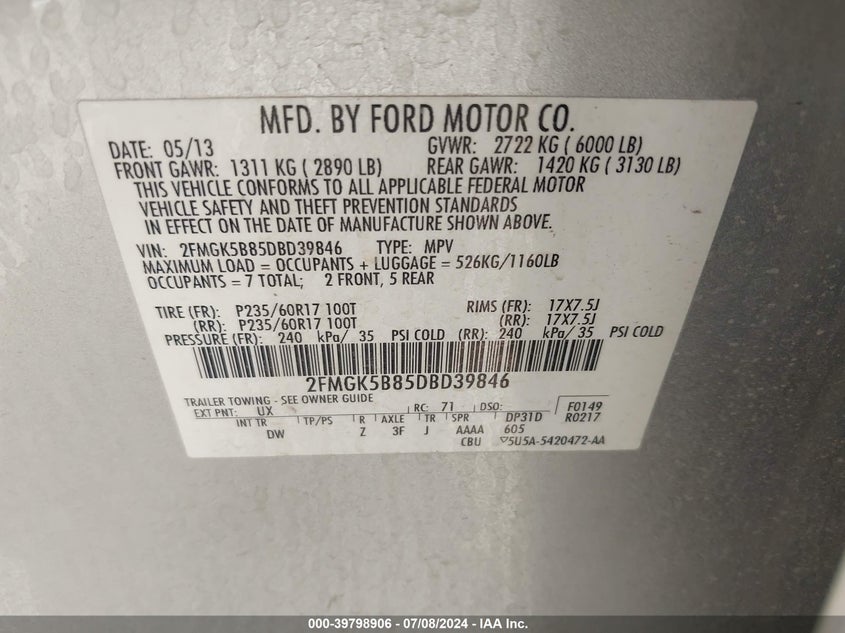 MFD. BY FORD MOTOR CO.
DATE: 05/13 GVWR: 2722 KG ( 6000 LB)
FRONT GAWR: 1311 KG ( 2890 LB) REAR GAWR: 1420 KG ( 3130 LB)
THIS VEHICLE CONFORMS TO ALL APPLICABLE FEDERAL MOTOR
VEHICLE SAFETY AND THEFT PREVENTION STANDARDS
IN EFFECT ON THE DATE OF MANUFACTURE SHOWN ABOVE.
VIN: 2FMGK5B85DBD39846 TYPE: MPV
MAXIMUM LOAD = OCCUPANTS + LUGGAGE = 526KG/1160LB
OCCUPANTS = 7 TOTAL; 2 FRONT, 5 REAR
TIRE (FR): P235/60R17 100T RIMS (FR): 17X7.5J
(RR): P235/60R17 100T (RR): 17X7.5J
PRESSURE (FR): 240 kPa/ 35 PSI COLD (RR): 240 kPa/ 35 PSI COLD
2FMGK5B85DBD39846
TRAILER TOWING - SEE OWNER GUIDE
EXT PNT: UX RC: 71 DSO: F0149
INT TR TP/PS R AXLE TR SPR DP31D R0217
DW Z 3F J AAAA 605
CBU ▽5U5A-5420472-AA
000-39798906 / 07/08/2024 - IAA Inc.